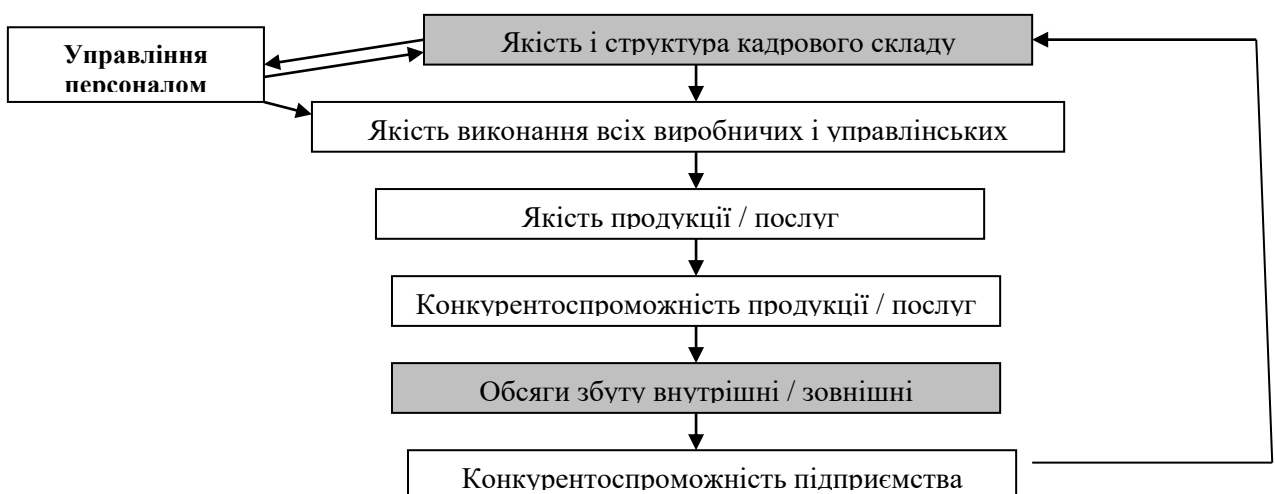 Управління
персоналом
Якість і структура кадрового складу
Якість виконання всіх виробничих і управлінських
Якість продукції / послуг
Конкурентоспроможність продукції / послуг
Обсяги збуту внутрішні / зовнішні
Конкурентоспроможність підприємства